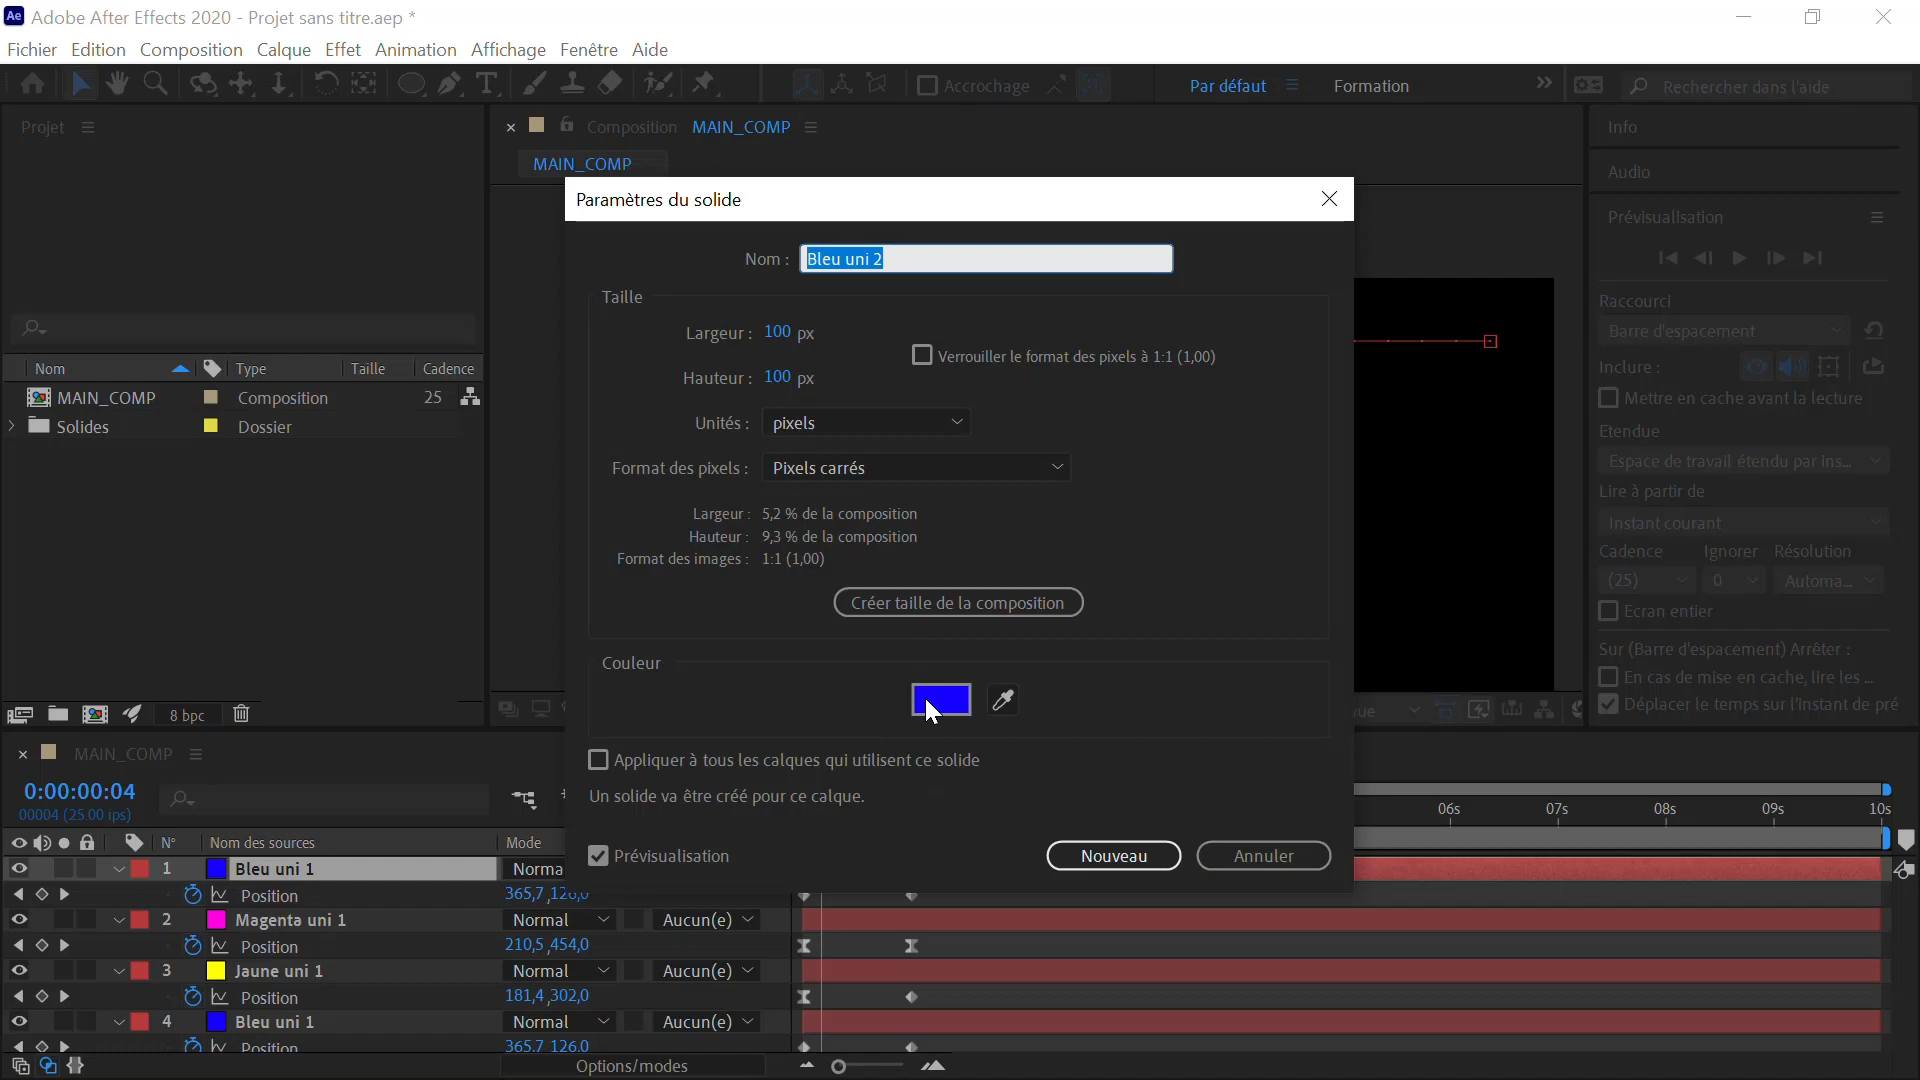 Ae Adobe After Effects 2020 - Projet sans titre.aep *
Fichier Edition Composition Calque Effet Animation Affichage Fenêtre Aide
Accrochage Par défaut Formation Rechercher dans l'aide
Projet
Composition MAIN_COMP
MAIN_COMP
Nom Type Taille Cadence
MAIN_COMP Composition 25
Solides Dossier
8 bpc
Paramètres du solide
Nom : Bleu uni 2
Taille
Largeur : 100 px
Verrouiller le format des pixels à 1:1 (1,00)
Hauteur : 100 px
Unités : pixels
Format des pixels : Pixels carrés
Largeur : 5,2 % de la composition
Hauteur : 9,3 % de la composition
Format des images : 1:1 (1,00)
Créer taille de la composition
Couleur
Appliquer à tous les calques qui utilisent ce solide
Un solide va être créé pour ce calque.
Prévisualisation Nouveau Annuler
Info
Audio
Prévisualisation
Raccourci
Barre d'espacement
Inclure :
Mettre en cache avant la lecture
Etendue
Espace de travail étendu par ins...
Lire à partir de
Instant courant
Cadence Ignorer Résolution
(25) 0 Automa...
Ecran entier
Sur (Barre d'espacement) Arrêter :
En cas de mise en cache, lire les ...
Déplacer le temps sur l'instant de pré
MAIN_COMP
0:00:00:04
00004 (25.00 ips)
06s 07s 08s 09s 10s
N° Nom des sources Mode
1 Bleu uni 1 Norma
Position 365,7 ,126,0
2 Magenta uni 1 Normal Aucun(e)
Position 210,5 ,454,0
3 Jaune uni 1 Normal Aucun(e)
Position 181,4 ,302,0
4 Bleu uni 1 Normal Aucun(e)
Position 365,7 126,0
Options/modes